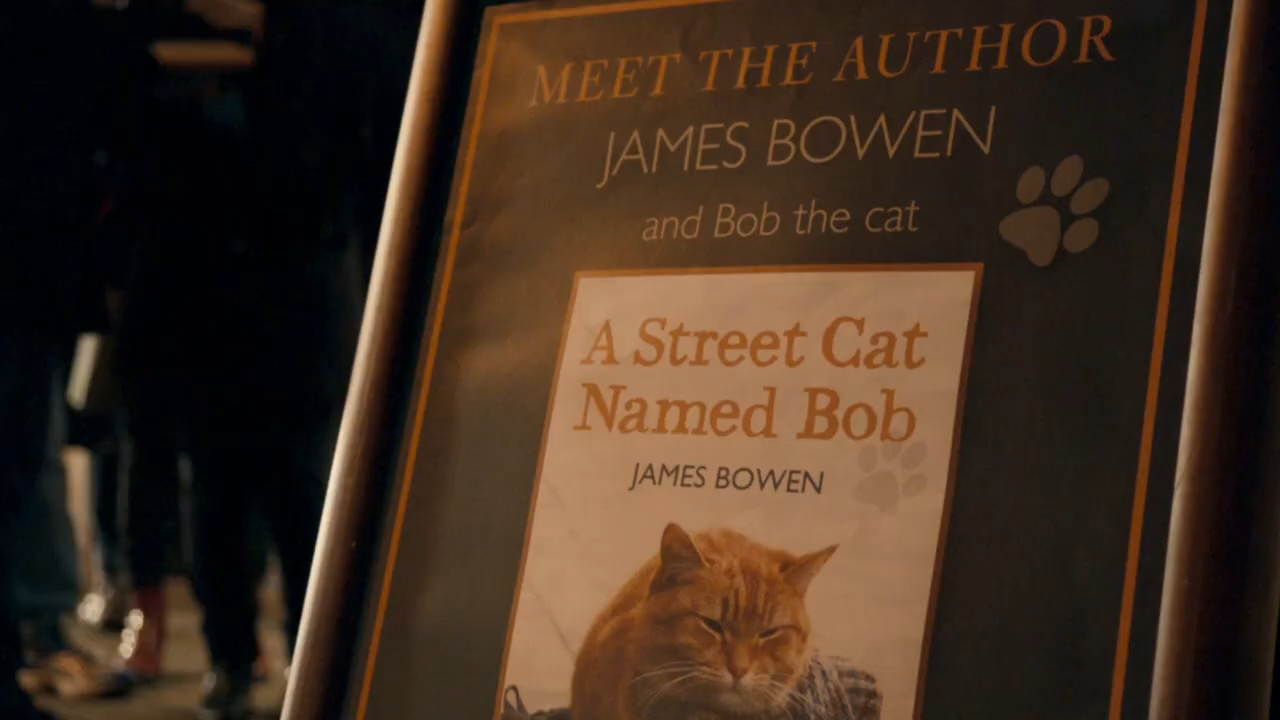 MEET THE AUTHOR
JAMES BOWEN
and Bob the cat
A Street Cat
Named Bob
JAMES BOWEN